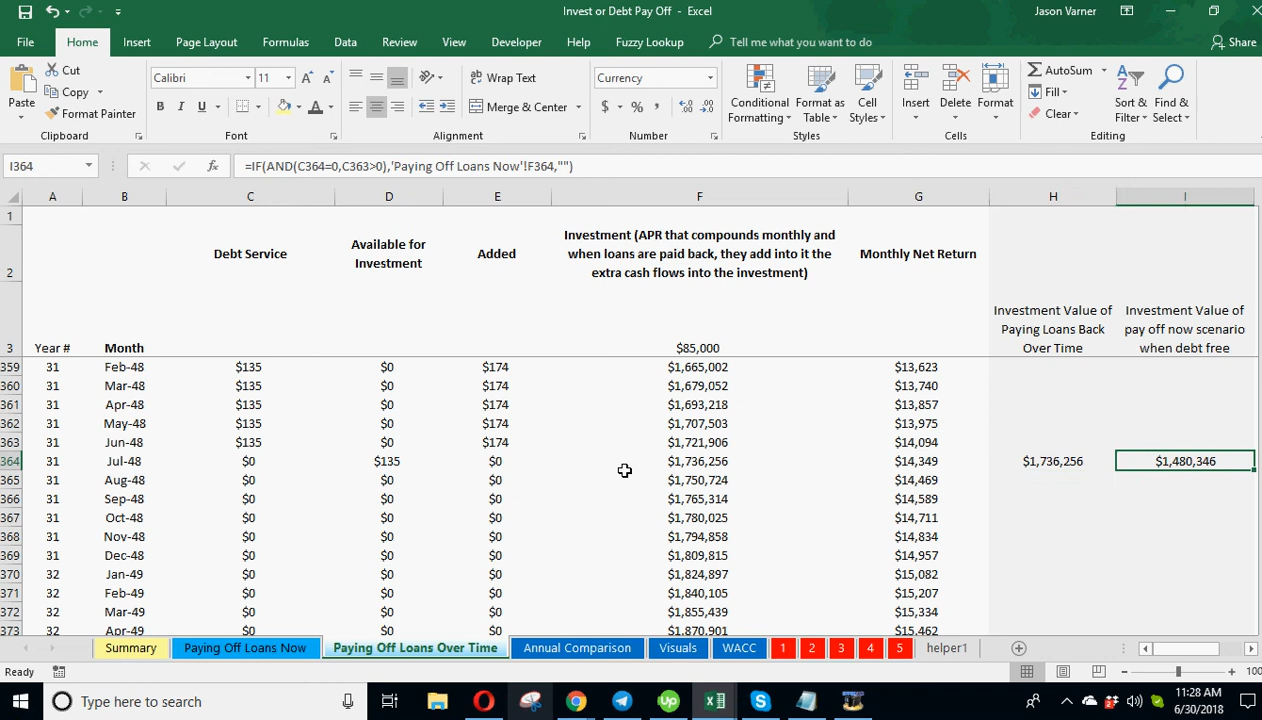 Invest or Debt Pay Off - Excel
Jason Varner
File Home Insert Page Layout Formulas Data Review View Developer Help Fuzzy Lookup Tell me what you want to do Share
Paste
Cut
Copy
Format Painter
Clipboard
Calibri 11
B I U
Font
Wrap Text
Merge & Center
Alignment
Currency
$ % ,
Number
Conditional Formatting
Format as Table
Cell Styles
Styles
Insert Delete Format
Cells
AutoSum
Fill
Clear
Sort & Filter
Find & Select
Editing
I364
=IF(AND(C364=0,C363>0),'Paying Off Loans Now'!F364,"")
A B C D E F G H I
1
2
Debt Service
Available for Investment
Added
Investment (APR that compounds monthly and
when loans are paid back, they add into it the
extra cash flows into the investment)
Monthly Net Return
Investment Value of
Paying Loans Back
Over Time
Investment Value of
pay off now scenario
when debt free
3 Year # Month $85,000
359 31 Feb-48 $135 $0 $174 $1,665,002 $13,623
360 31 Mar-48 $135 $0 $174 $1,679,052 $13,740
361 31 Apr-48 $135 $0 $174 $1,693,218 $13,857
362 31 May-48 $135 $0 $174 $1,707,503 $13,975
363 31 Jun-48 $135 $0 $174 $1,721,906 $14,094
364 31 Jul-48 $0 $135 $0 $1,736,256 $14,349 $1,736,256 $1,480,346
365 31 Aug-48 $0 $0 $0 $1,750,724 $14,469
366 31 Sep-48 $0 $0 $0 $1,765,314 $14,589
367 31 Oct-48 $0 $0 $0 $1,780,025 $14,711
368 31 Nov-48 $0 $0 $0 $1,794,858 $14,834
369 31 Dec-48 $0 $0 $0 $1,809,815 $14,957
370 32 Jan-49 $0 $0 $0 $1,824,897 $15,082
371 32 Feb-49 $0 $0 $0 $1,840,105 $15,207
372 32 Mar-49 $0 $0 $0 $1,855,439 $15,334
373 32 Apr-49 $0 $0 $0 $1,870,901 $15,462
Summary Paying Off Loans Now Paying Off Loans Over Time Annual Comparison Visuals WACC 1 2 3 4 5 helper1
Ready
100
Type here to search
11:28 AM
6/30/2018